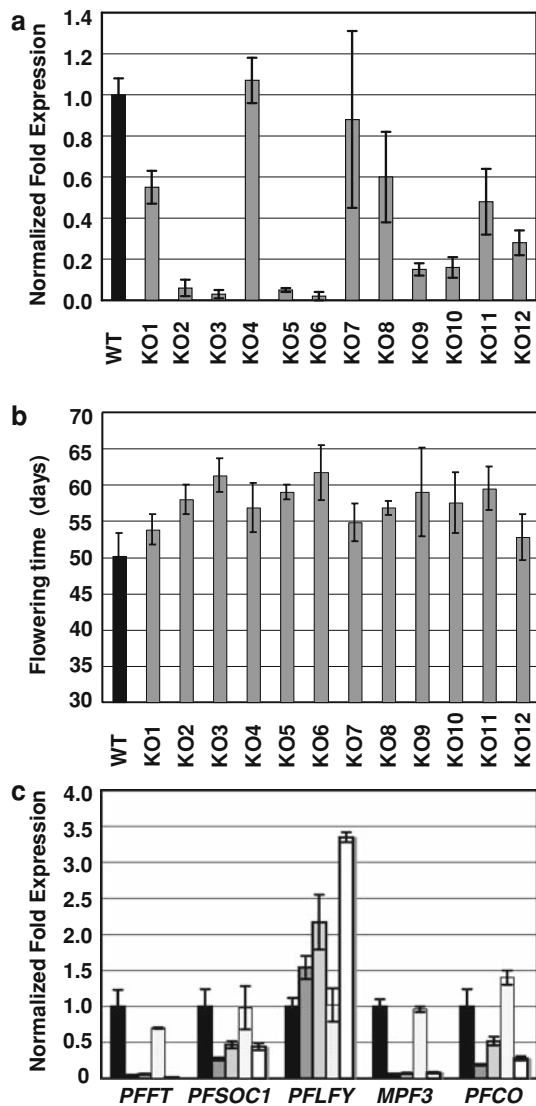 a
Normalized Fold Expression
1.4
1.2
1.0
0.8
0.6
0.4
0.2
0.0
WT KO1 KO2 KO3 KO4 KO5 KO6 KO7 KO8 KO9 KO10 KO11 KO12
b
Flowering time (days)
70
65
60
55
50
45
40
35
30
WT KO1 KO2 KO3 KO4 KO5 KO6 KO7 KO8 KO9 KO10 KO11 KO12
c
Normalized Fold Expression
4.0
3.5
3.0
2.5
2.0
1.5
1.0
0.5
0
PFFT PFSOC1 PFLFY MPF3 PFCO